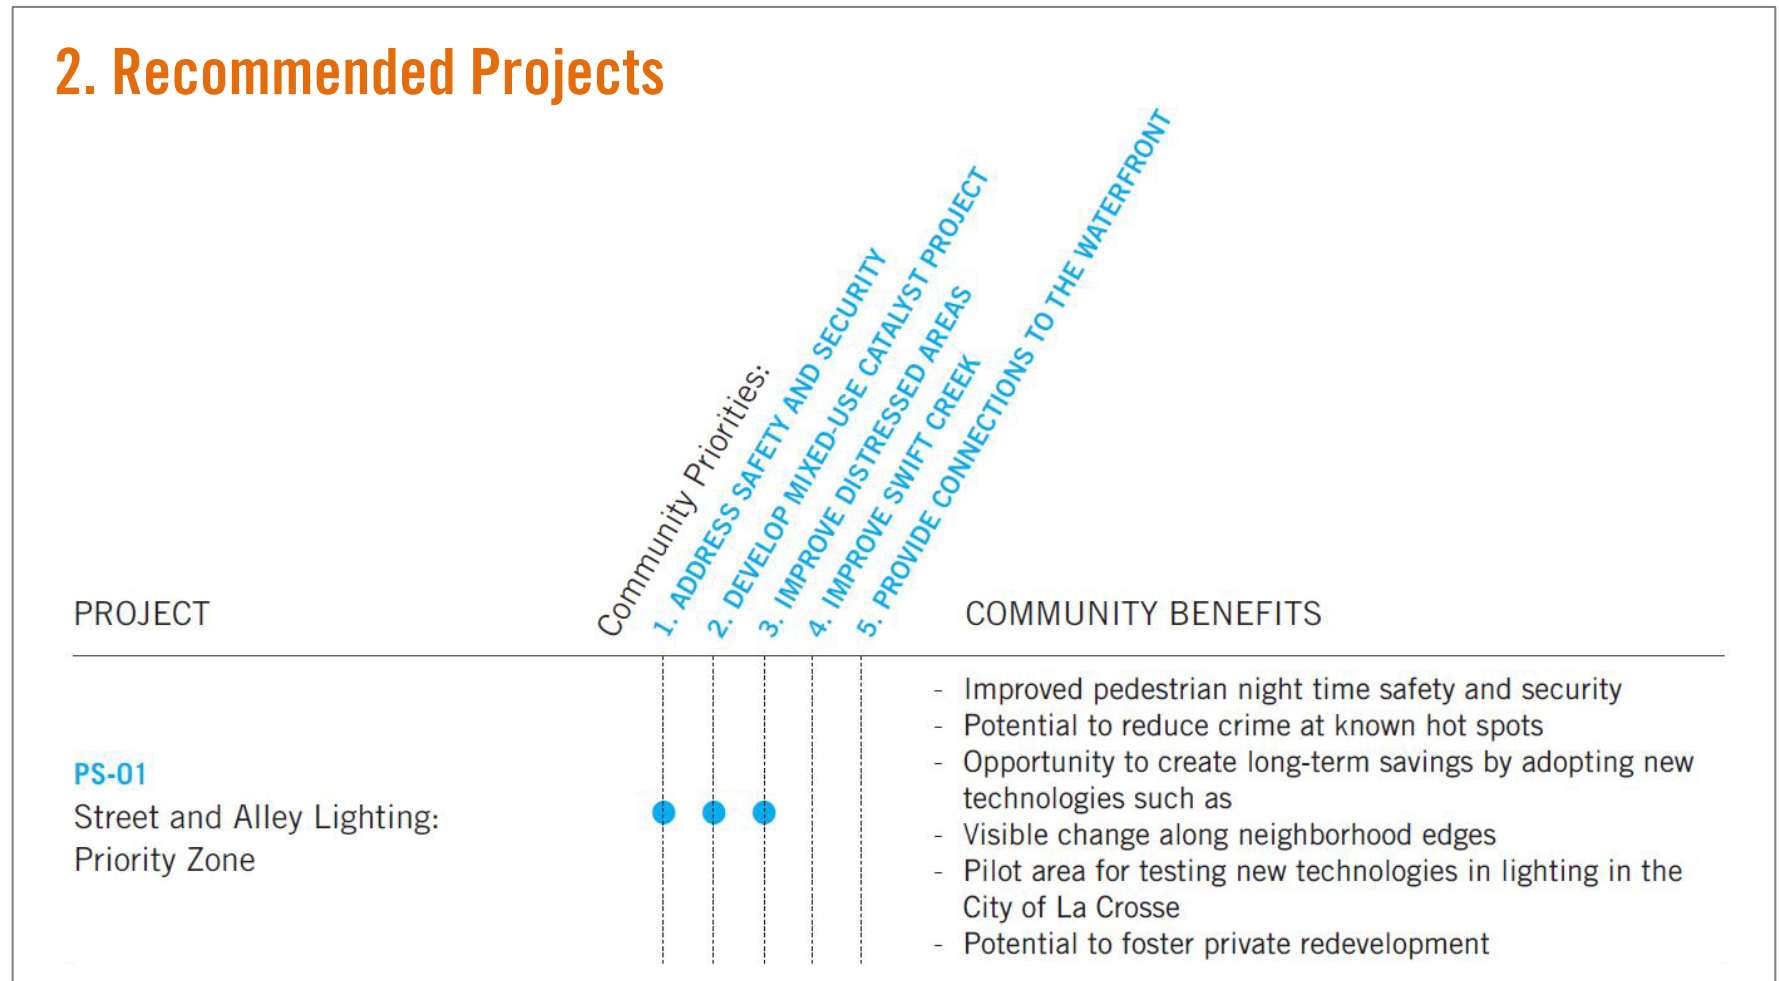 2. Recommended Projects
Community Priorities:
1. ADDRESS SAFETY AND SECURITY
2. DEVELOP MIXED-USE CATALYST PROJECT
3. IMPROVE DISTRESSED AREAS
4. IMPROVE SWIFT CREEK
5. PROVIDE CONNECTIONS TO THE WATERFRONT
PROJECT
COMMUNITY BENEFITS
PS-01
Street and Alley Lighting:
Priority Zone
- Improved pedestrian night time safety and security
- Potential to reduce crime at known hot spots
- Opportunity to create long-term savings by adopting new
technologies such as
- Visible change along neighborhood edges
- Pilot area for testing new technologies in lighting in the
City of La Crosse
- Potential to foster private redevelopment